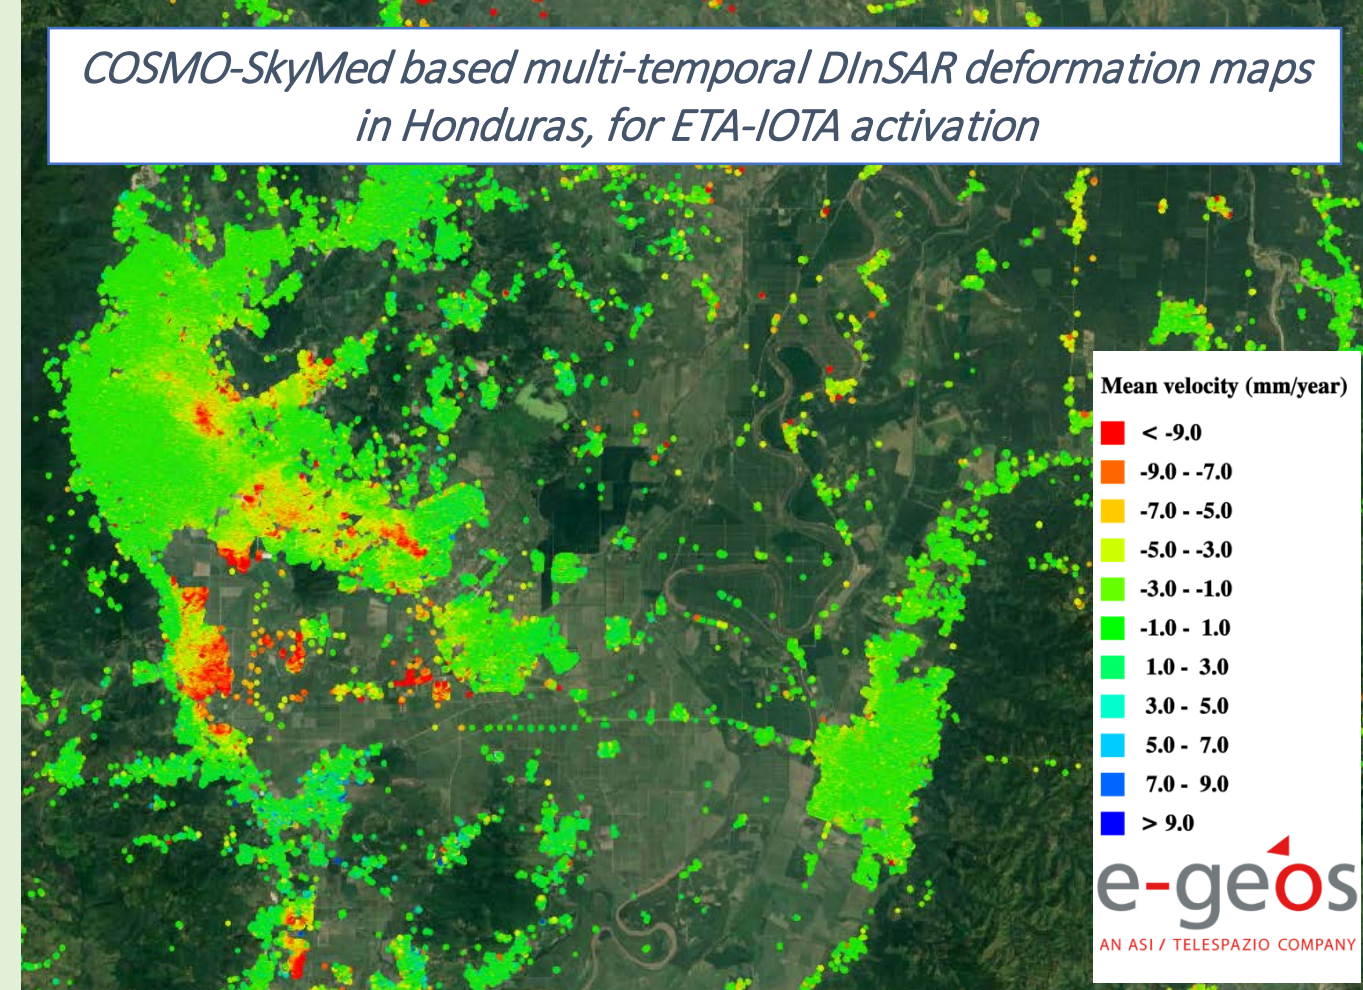 COSMO-SkyMed based multi-temporal DInSAR deformation maps
in Honduras, for ETA-IOTA activation
Mean velocity (mm/year)
< -9.0
-9.0 - -7.0
-7.0 - -5.0
-5.0 - -3.0
-3.0 - -1.0
-1.0 - 1.0
1.0 - 3.0
3.0 - 5.0
5.0 - 7.0
7.0 - 9.0
> 9.0
e-geos
AN ASI / TELESPAZIO COMPANY